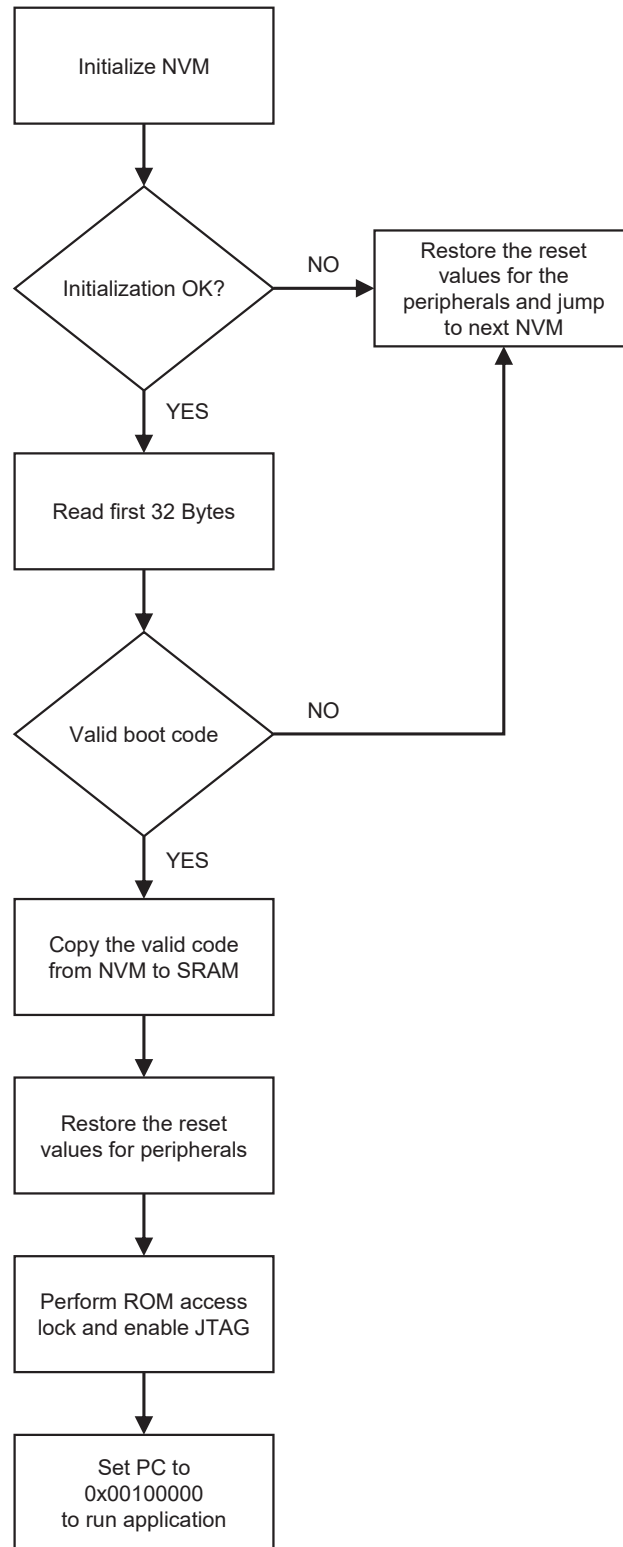 Initialize NVM
Initialization OK?
NO
Restore the reset
values for the
peripherals and jump
to next NVM
YES
Read first 32 Bytes
Valid boot code
NO
YES
Copy the valid code
from NVM to SRAM
Restore the reset
values for peripherals
Perform ROM access
lock and enable JTAG
Set PC to
0x00100000
to run application